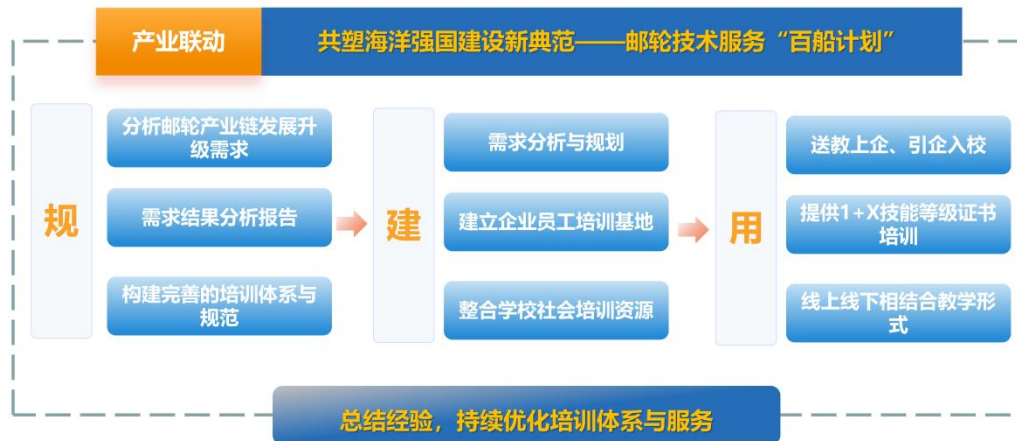 产业联动
共塑海洋强国建设新典范——邮轮技术服务“百船计划”
规
分析邮轮产业链发展升
级需求
需求结果分析报告
构建完善的培训体系与
规范
建
需求分析与规划
建立企业员工培训基地
整合学校社会培训资源
用
送教上企、引企入校
提供1+X技能等级证书
培训
线上线下相结合教学形
式
总结经验，持续优化培训体系与服务